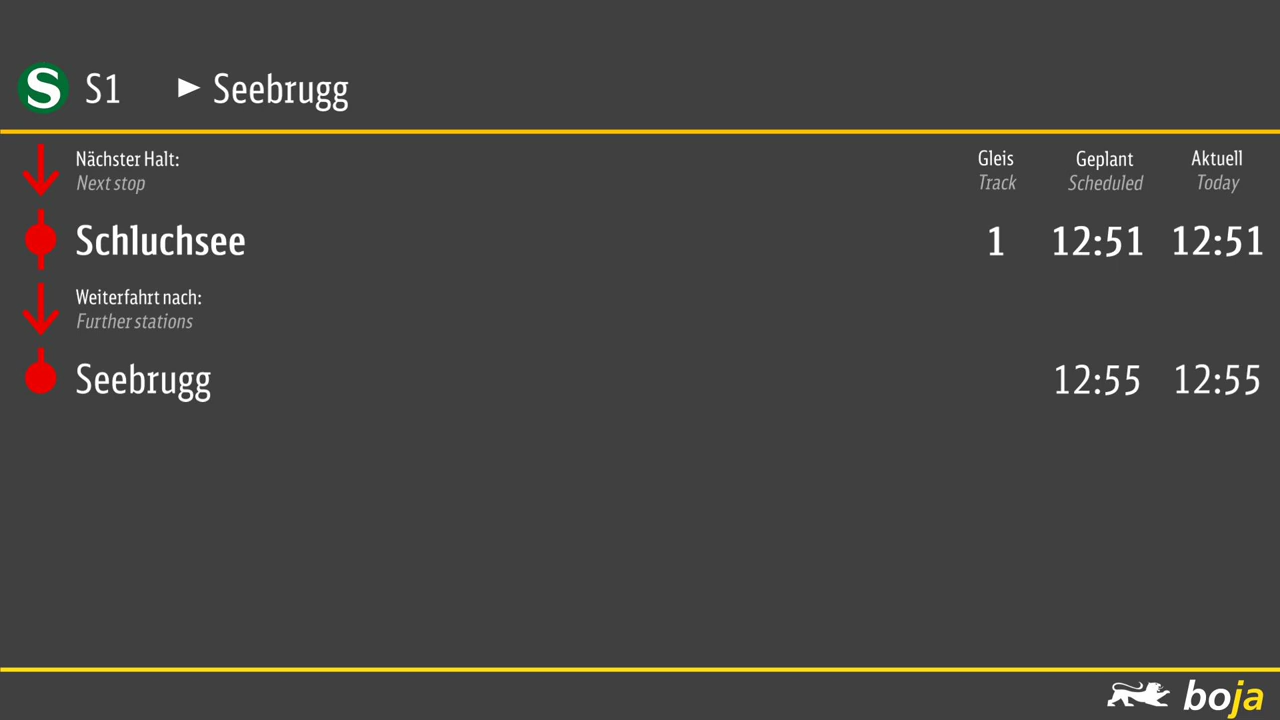 S S1 ► Seebrugg
Nächster Halt: Gleis Geplant Aktuell
Next stop Track Scheduled Today
Schluchsee 1 12:51 12:51
Weiterfahrt nach:
Further stations
Seebrugg 12:55 12:55
boja